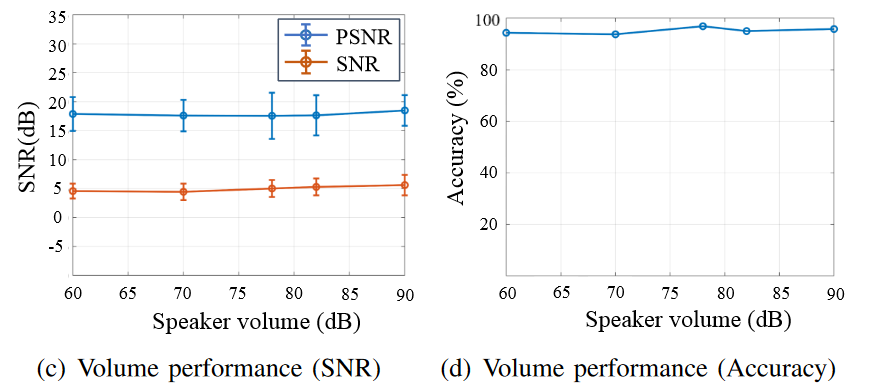 35
30
25
20
15
10
5
0
-5
SNR(dB)
PSNR
SNR
60 65 70 75 80 85 90
Speaker volume (dB)
(c) Volume performance (SNR)
100
80
60
40
20
Accuracy (%)
60 65 70 75 80 85 90
Speaker volume (dB)
(d) Volume performance (Accuracy)